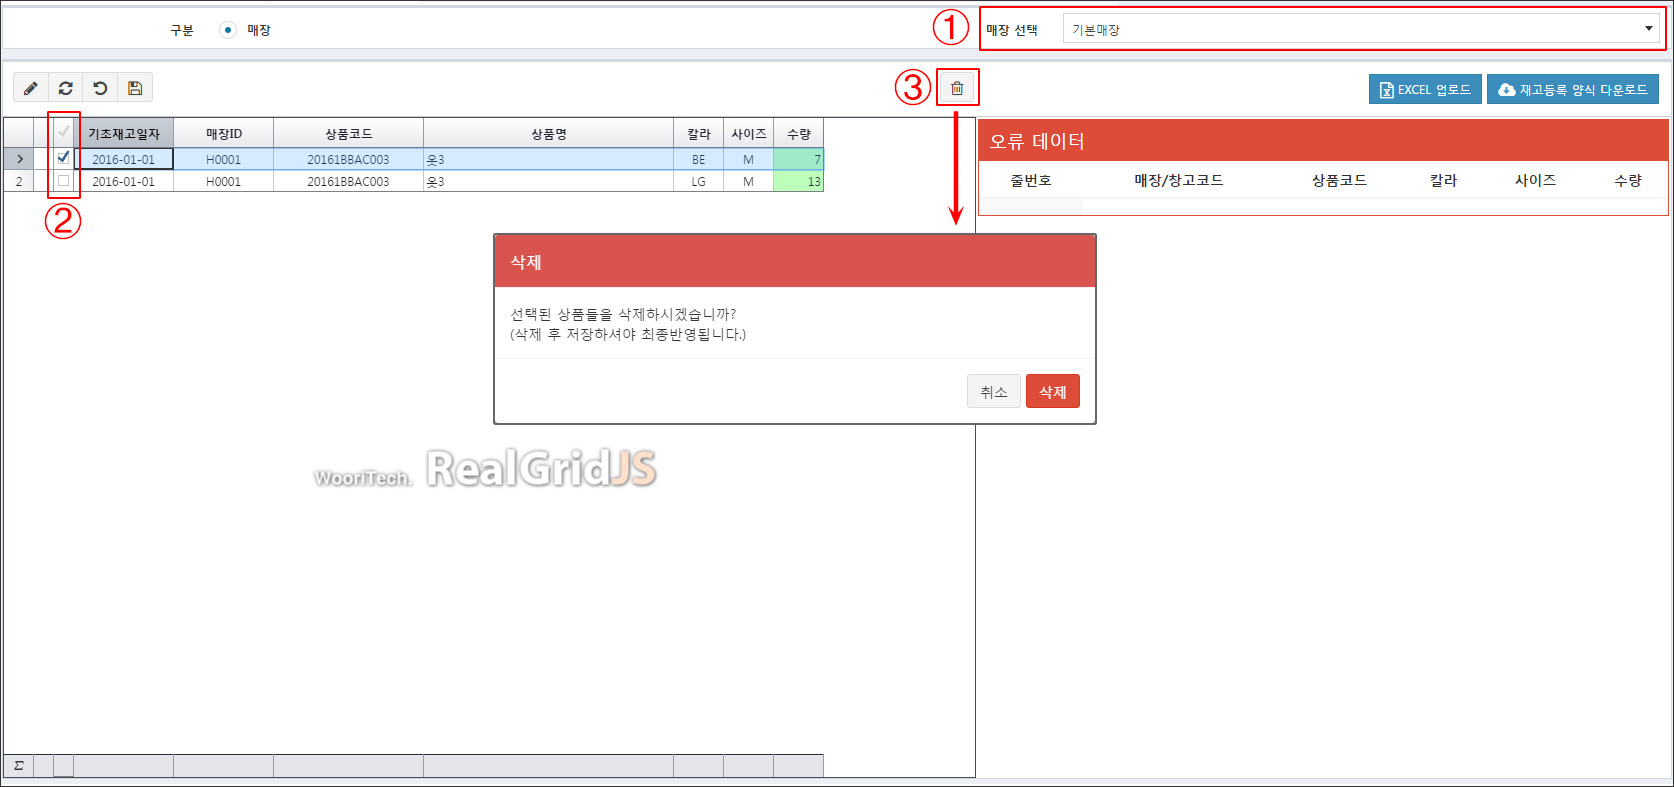 구분 매장 ① 매장 선택 기본매장
③ EXCEL 업로드 재고등록 양식 다운로드
기초재고일자 매장ID 상품코드 상품명 칼라 사이즈 수량
2016-01-01 H0001 20161BBAC003 옷3 BE M 7
2 2016-01-01 H0001 20161BBAC003 옷3 LG M 13
②
오류 데이터
줄번호 매장/창고코드 상품코드 칼라 사이즈 수량
삭제
선택된 상품들을 삭제하시겠습니까?
(삭제 후 저장하셔야 최종반영됩니다.)
취소 삭제
WooriTech. RealGridJS
Σ